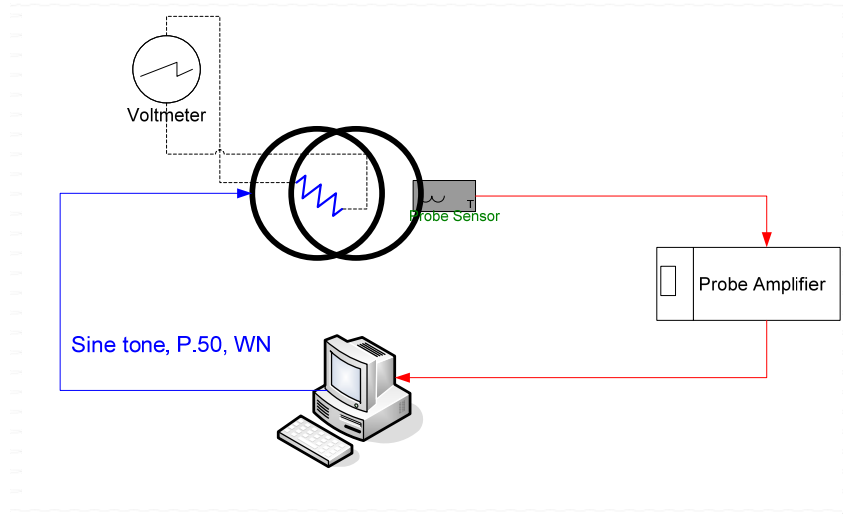 Voltmeter
T
Probe Sensor
Probe Amplifier
Sine tone, P.50, WN